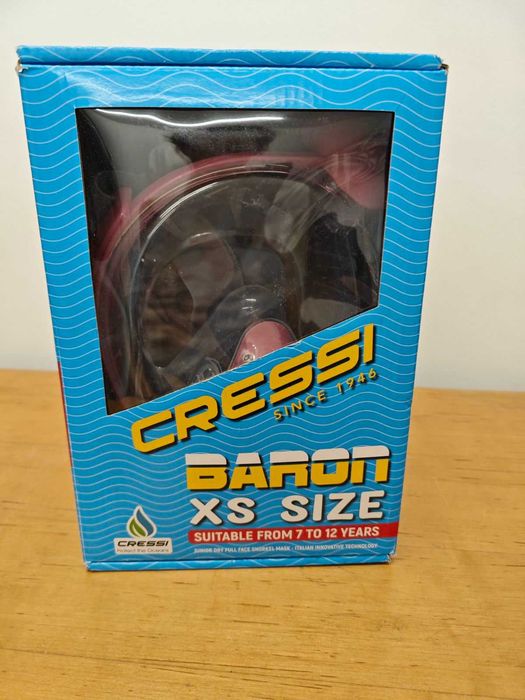 CRESSI
SINCE 1946
BARON
XS SIZE
SUITABLE FROM 7 TO 12 YEARS
JUNIOR DRY FULL FACE SNORKEL MASK - ITALIAN INNOVATIVE TECHNOLOGY
CRESSI
Protect the Oceans